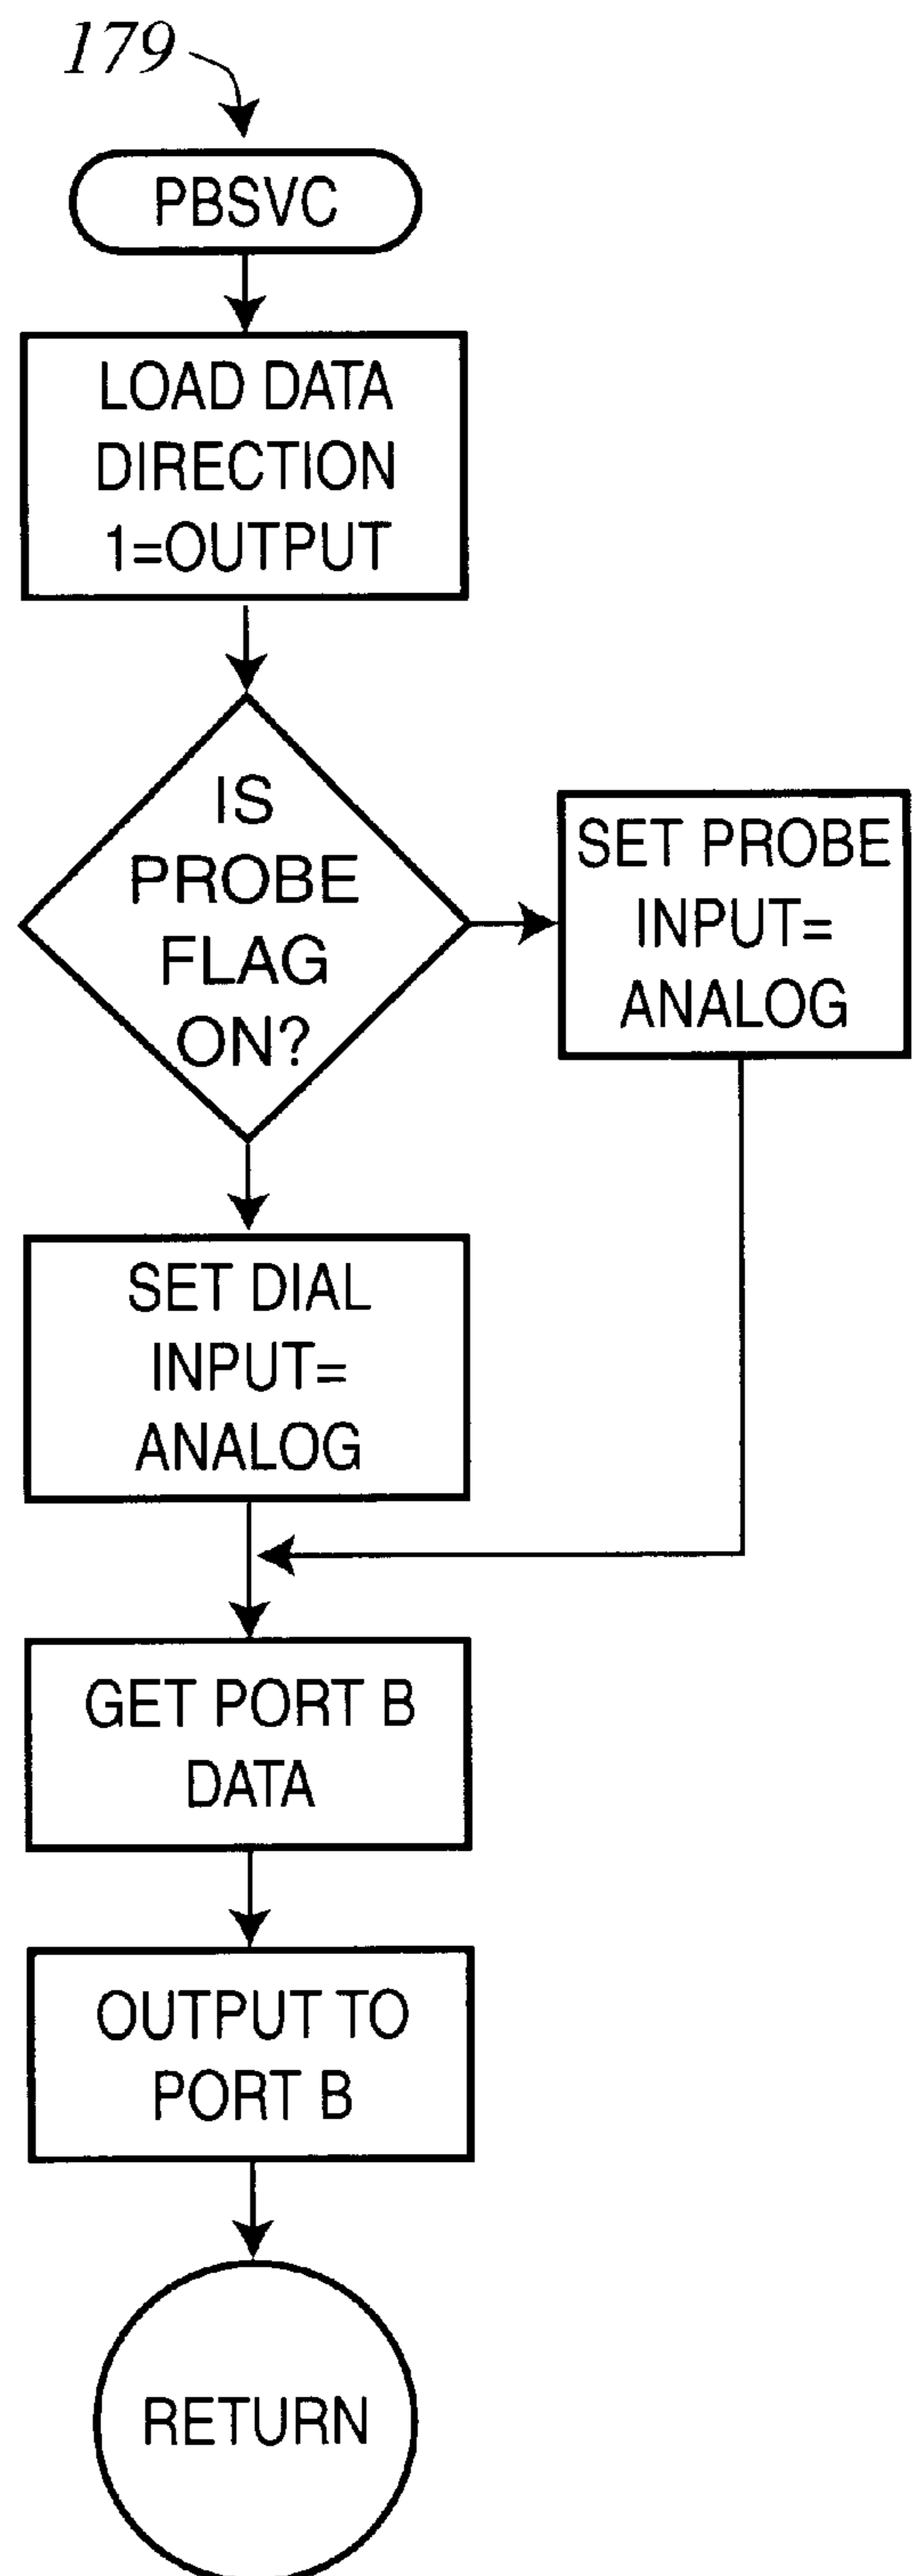 179
PBSVC
LOAD DATA
DIRECTION
1=OUTPUT
IS
PROBE
FLAG
ON?
SET PROBE
INPUT=
ANALOG
SET DIAL
INPUT=
ANALOG
GET PORT B
DATA
OUTPUT TO
PORT B
RETURN